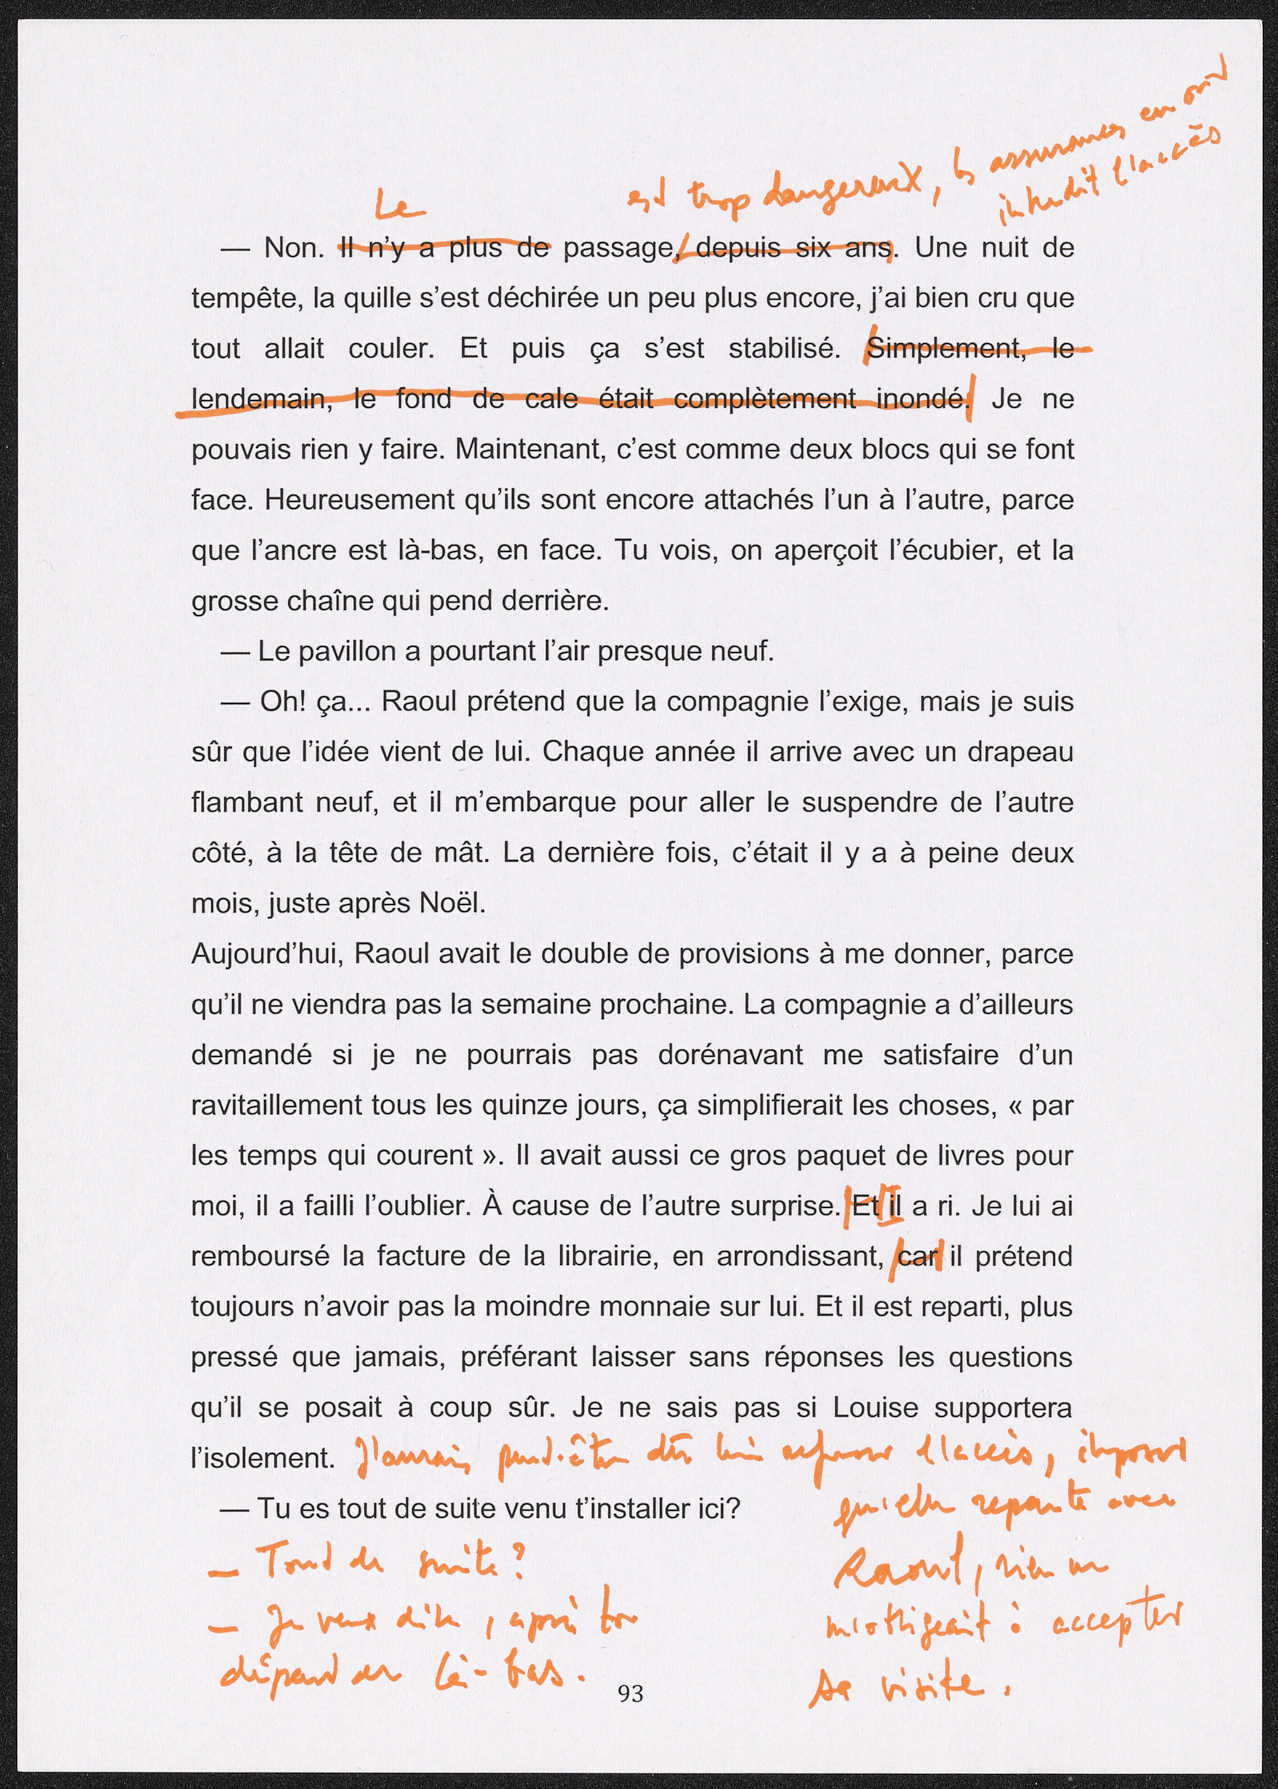 Le
est trop dangereux, les assurances en ont
interdit l'accès
— Non. Il n'y a plus de passage, depuis six ans. Une nuit de
tempête, la quille s'est déchirée un peu plus encore, j'ai bien cru que
tout allait couler. Et puis ça s'est stabilisé. Simplement, le
lendemain, le fond de cale était complètement inondé. Je ne
pouvais rien y faire. Maintenant, c'est comme deux blocs qui se font
face. Heureusement qu'ils sont encore attachés l'un à l'autre, parce
que l'ancre est là-bas, en face. Tu vois, on aperçoit l'écubier, et la
grosse chaîne qui pend derrière.
— Le pavillon a pourtant l'air presque neuf.
— Oh! ça... Raoul prétend que la compagnie l'exige, mais je suis
sûr que l'idée vient de lui. Chaque année il arrive avec un drapeau
flambant neuf, et il m'embarque pour aller le suspendre de l'autre
côté, à la tête de mât. La dernière fois, c'était il y a à peine deux
mois, juste après Noël.
Aujourd'hui, Raoul avait le double de provisions à me donner, parce
qu'il ne viendra pas la semaine prochaine. La compagnie a d'ailleurs
demandé si je ne pourrais pas dorénavant me satisfaire d'un
ravitaillement tous les quinze jours, ça simplifierait les choses, « par
les temps qui courent ». Il avait aussi ce gros paquet de livres pour
moi, il a failli l'oublier. À cause de l'autre surprise. Et il a ri. Je lui ai
remboursé la facture de la librairie, en arrondissant, car il prétend
toujours n'avoir pas la moindre monnaie sur lui. Et il est reparti, plus
pressé que jamais, préférant laisser sans réponses les questions
qu'il se posait à coup sûr. Je ne sais pas si Louise supportera
l'isolement. J'aurais peut-être dû lui refuser l'accès, imposer
qu'elle reparte avec
Raoul, rien ne
m'obligeait à accepter
sa visite.
— Tu es tout de suite venu t'installer ici?
— Tout de suite?
— Je veux dire, après ton
départ de là-bas.
93